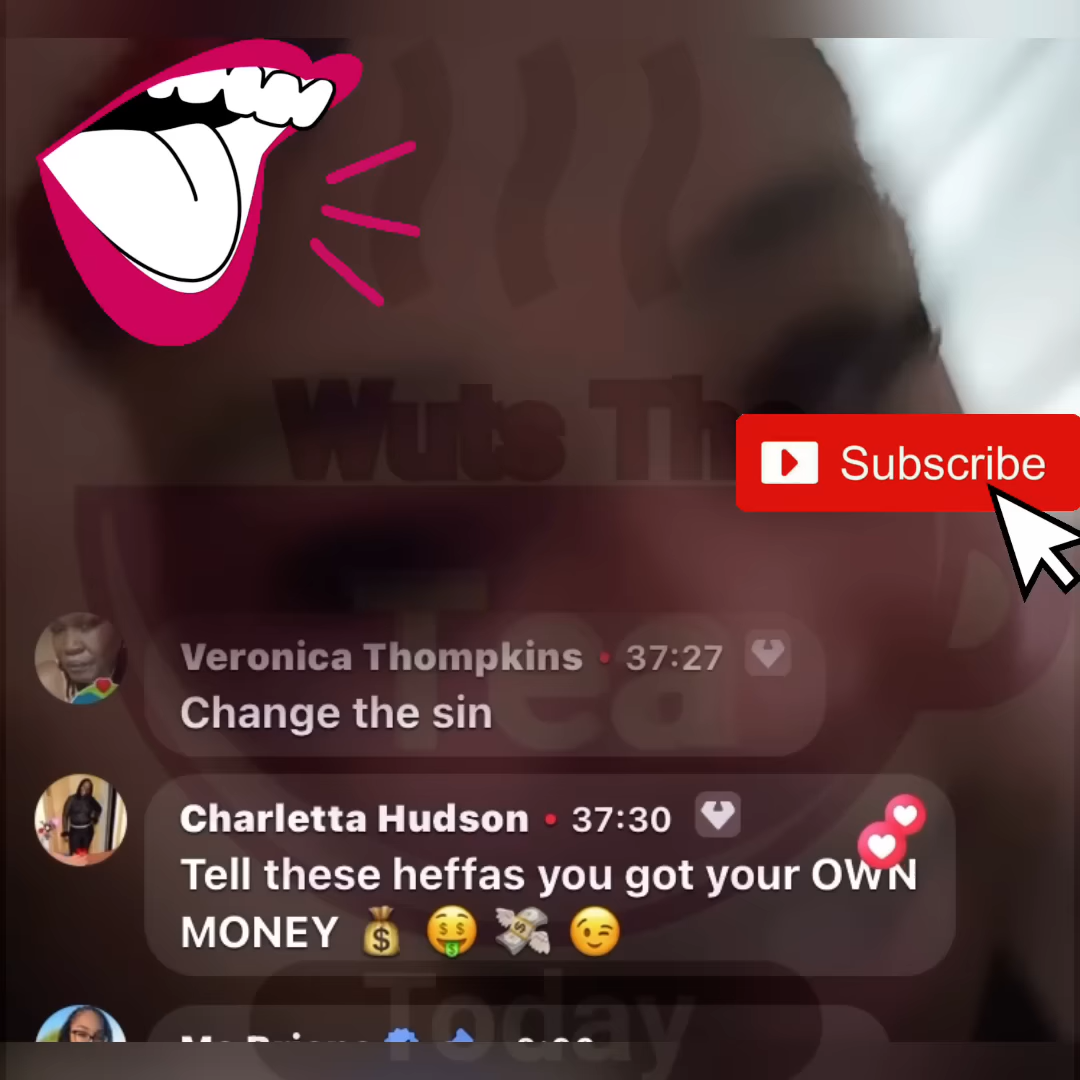 Wuts The
Subscribe
Tea
Veronica Thompkins • 37:27
Change the sin
Charletta Hudson • 37:30
Tell these heffas you got your OWN
MONEY 💰 🤑 💸 😉
Today